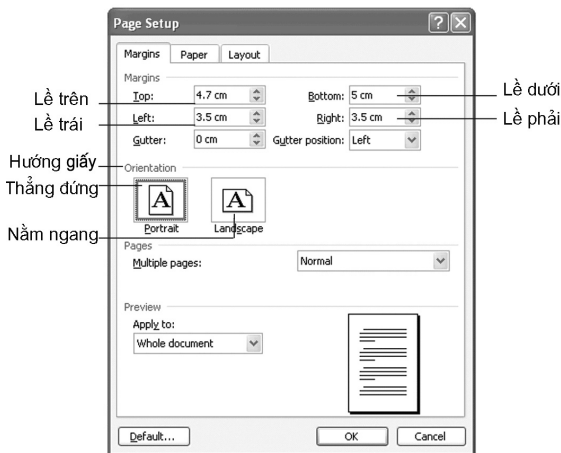 Page Setup
Margins Paper Layout
Margins
Lề trên Top: 4.7 cm Bottom: 5 cm Lề dưới
Lề trái Left: 3.5 cm Right: 3.5 cm Lề phải
Gutter: 0 cm Gutter position: Left
Hướng giấy Orientation
Thẳng đứng A A
Nằm ngang Portrait Landscape
Pages
Multiple pages: Normal
Preview
Apply to:
Whole document
Default... OK Cancel